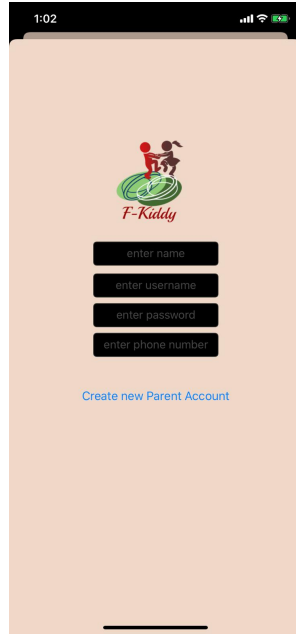 1:02
F-Kiddy
enter name
enter username
enter password
enter phone number
Create new Parent Account